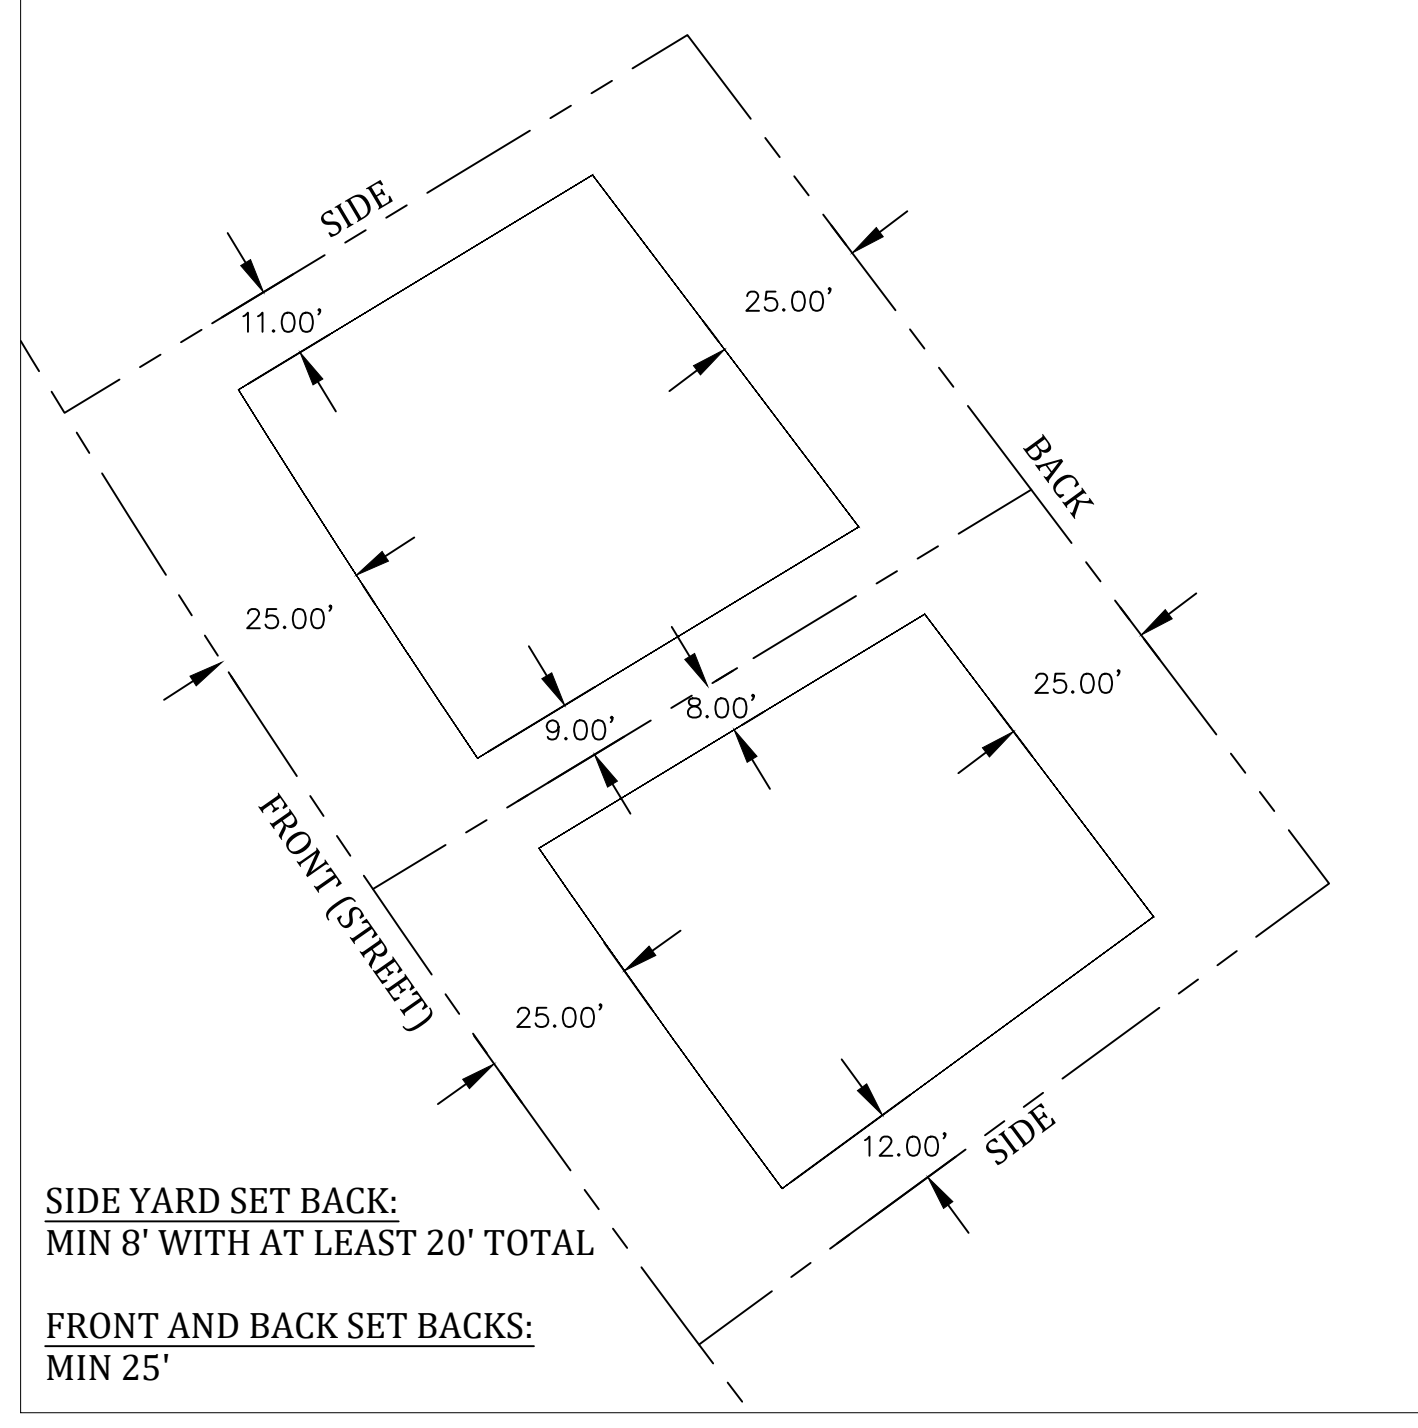 SIDE
11.00'
25.00'
BACK
25.00'
9.00'
8.00'
25.00'
FRONT (STREET)
25.00'
12.00'
SIDE
SIDE YARD SET BACK:
MIN 8' WITH AT LEAST 20' TOTAL
FRONT AND BACK SET BACKS:
MIN 25'